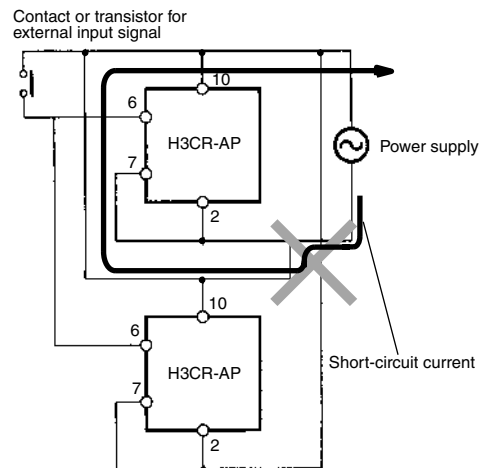 Contact or transistor for
external input signal
10
6
H3CR-AP
7
2
Power supply
10
6
H3CR-AP
7
2
Short-circuit current